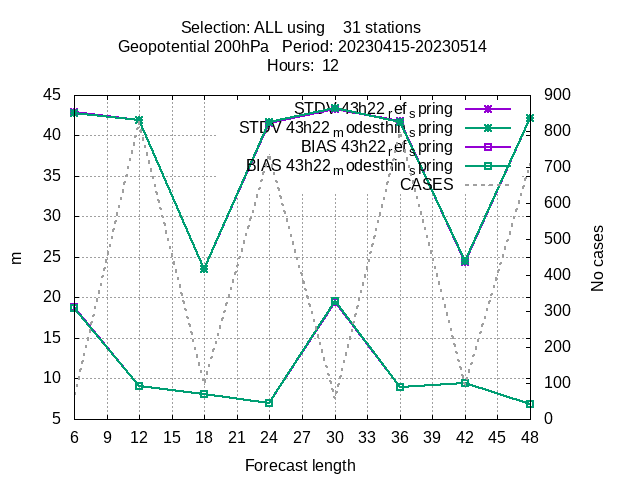 Selection: ALL using    31 stations
Geopotential 200hPa   Period: 20230415-20230514
Hours:  12
STDV 43h22_ref_spring
STDV 43h22_modesthin_spring
BIAS 43h22_ref_spring
BIAS 43h22_modesthin_spring
CASES
45
40
35
30
25
20
15
10
5
m
900
800
700
600
500
400
300
200
100
0
No cases
6 9 12 15 18 21 24 27 30 33 36 39 42 45 48
Forecast length